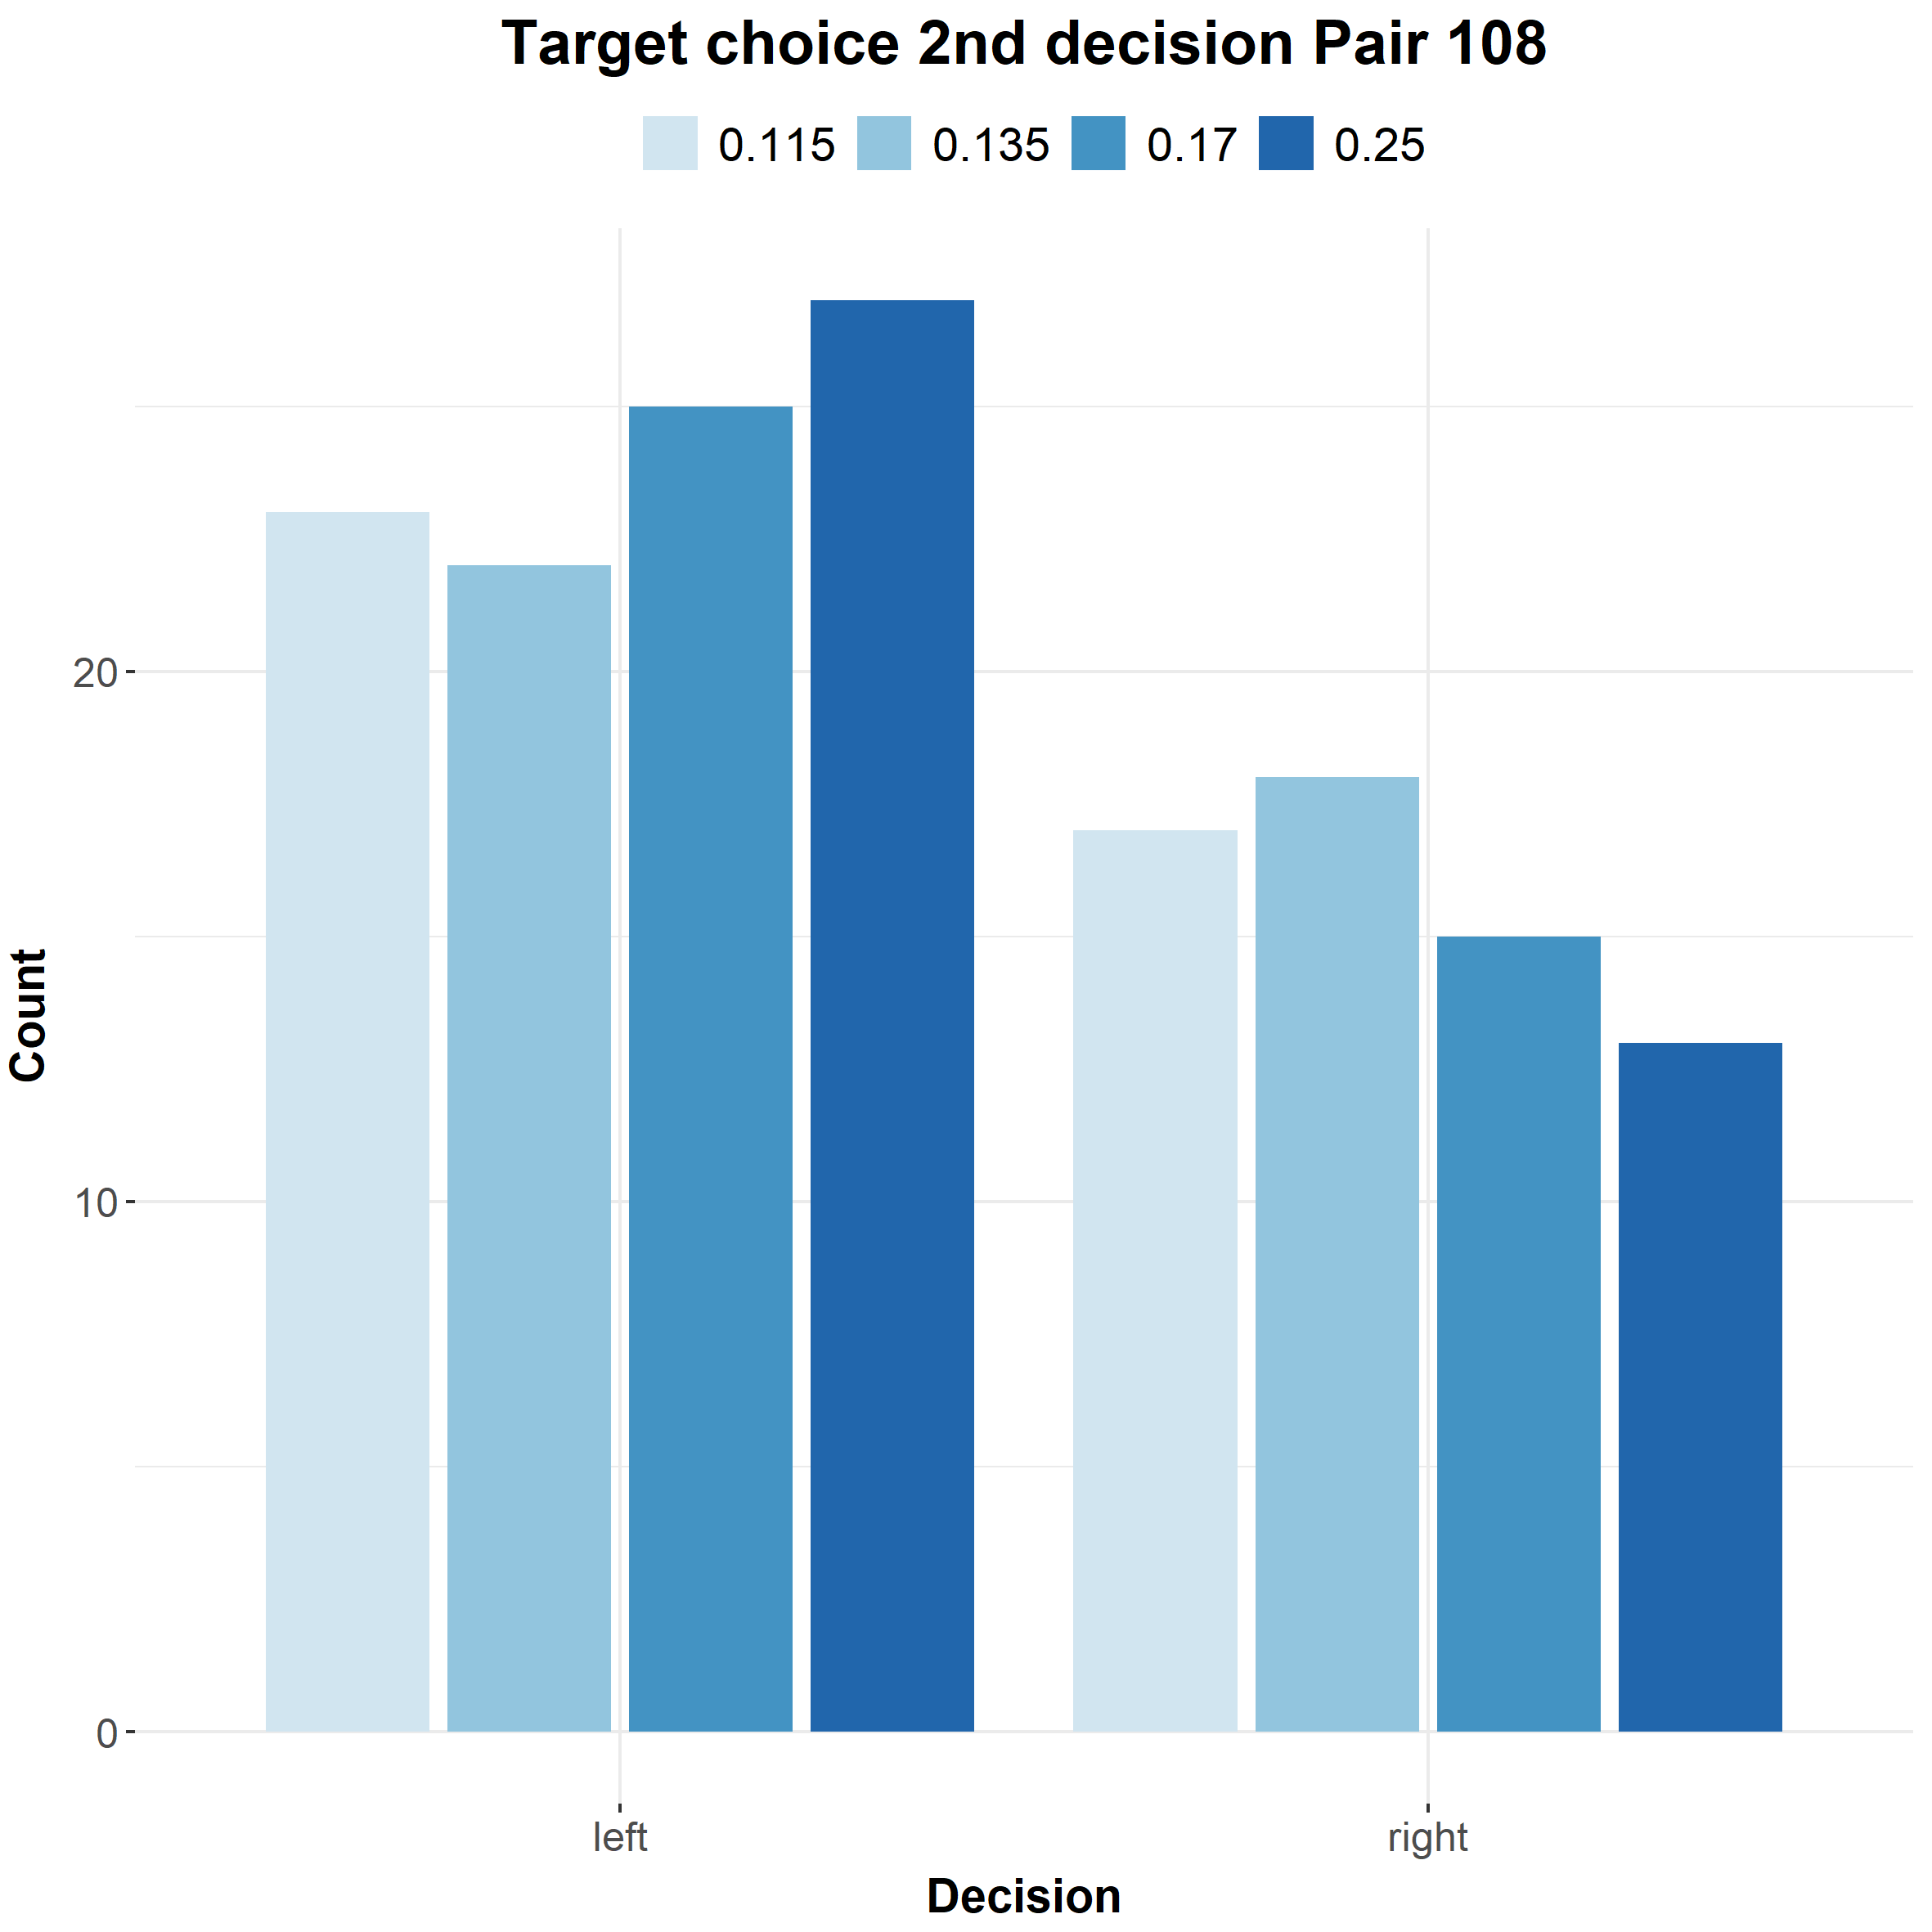 Target choice 2nd decision Pair 108
0.115 0.135 0.17 0.25
20
10
0
Count
left right
Decision